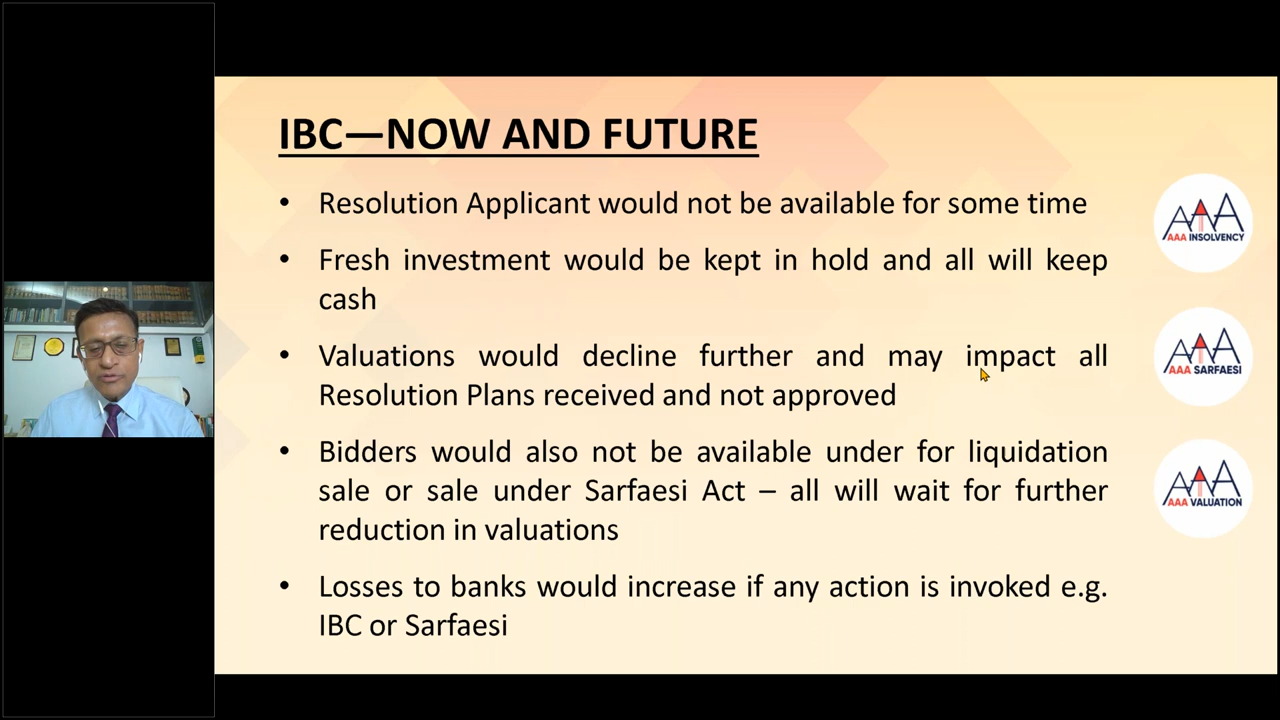 IBC—NOW AND FUTURE
• Resolution Applicant would not be available for some time
• Fresh investment would be kept in hold and all will keep
cash
• Valuations would decline further and may impact all
Resolution Plans received and not approved
• Bidders would also not be available under for liquidation
sale or sale under Sarfaesi Act – all will wait for further
reduction in valuations
• Losses to banks would increase if any action is invoked e.g.
IBC or Sarfaesi
AAA
AAA INSOLVENCY
AAA
AAA SARFAESI
AAA
AAA VALUATION